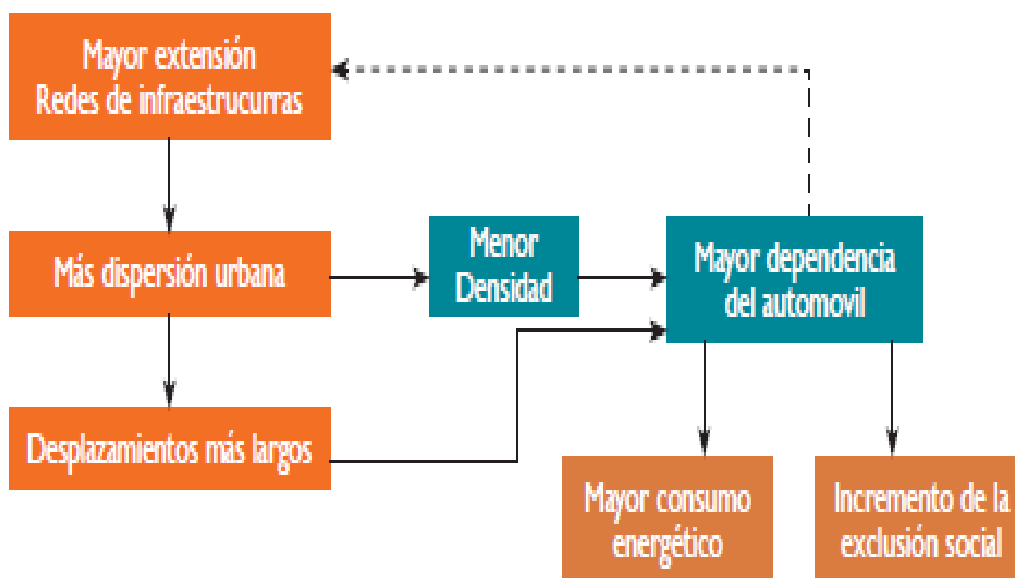 Mayor extensión
Redes de infraestrucurras
Más dispersión urbana
Menor
Densidad
Mayor dependencia
del automovil
Desplazamientos más largos
Mayor consumo
energético
Incremento de la
exclusión social